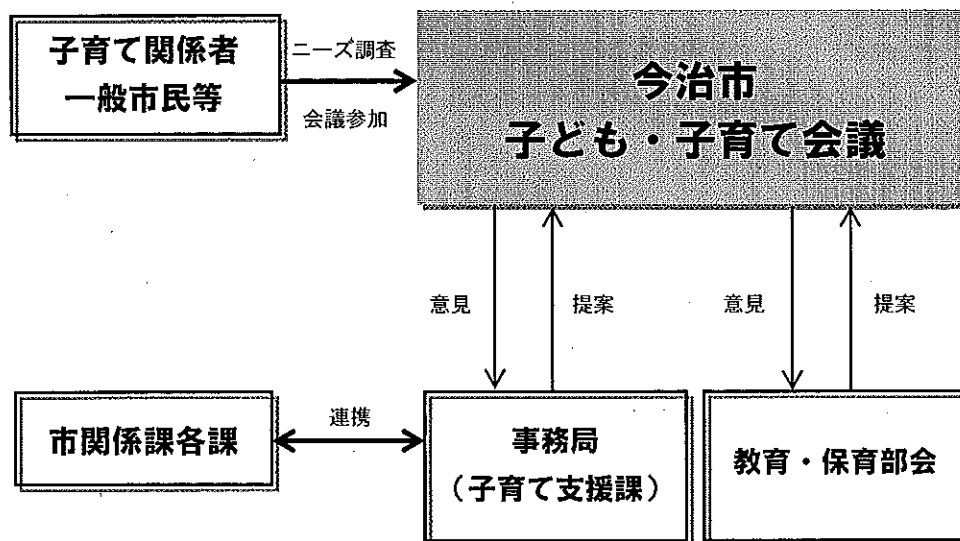 子育て関係者
一般市民等
ニーズ調査
会議参加
今治市
子ども・子育て会議
意見
提案
意見
提案
市関係課各課
連携
事務局
（子育て支援課）
教育・保育部会